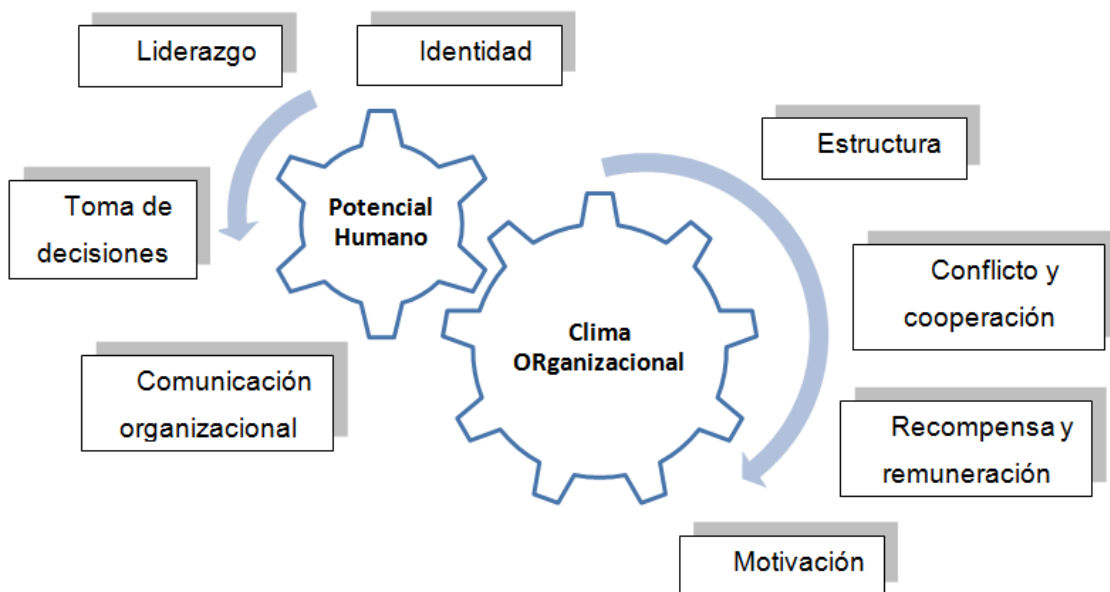 Liderazgo
Identidad
Estructura
Toma de
decisiones
Potencial
Humano
Conflicto y
cooperación
Clima
ORganizacional
Comunicación
organizacional
Recompensa y
remuneración
Motivación